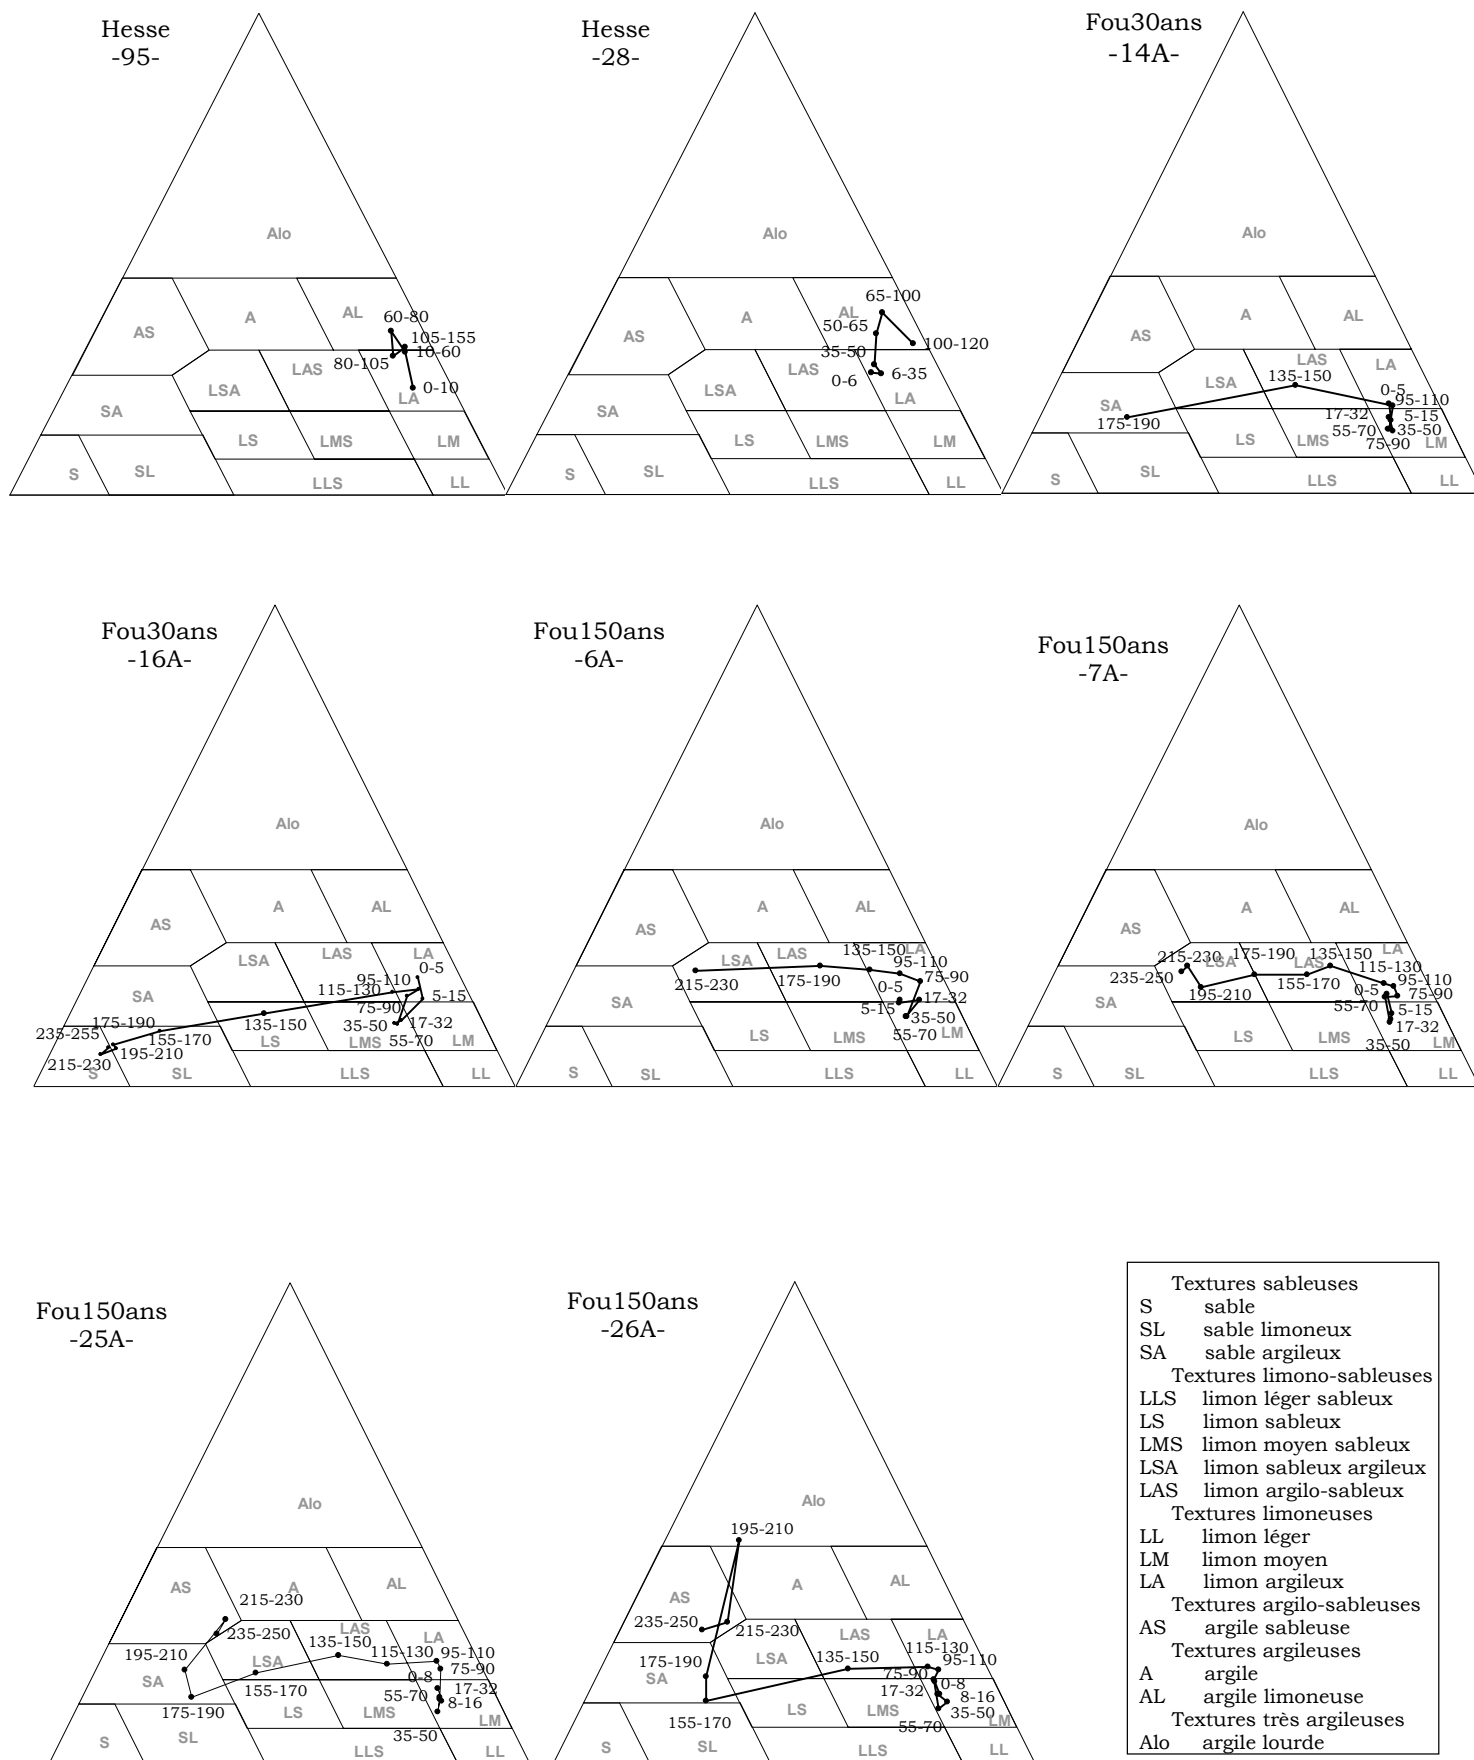 Hesse
-95-
Alo
AS
A
AL
60-80
105-155
10-60
80-105
LAS
LSA
0-10
LA
SA
LS
LMS
LM
S
SL
LLS
LL
Hesse
-28-
Alo
65-100
AS
A
AL
50-65
100-120
35-50
LAS
0-6
6-35
LSA
LA
SA
LS
LMS
LM
S
SL
LLS
LL
Fou30ans
-14A-
Alo
AS
A
AL
LAS
LA
LSA
135-150
0-5
95-110
SA
175-190
17-32
5-15
55-70
35-50
LS
LMS
75-90
LM
S
SL
LLS
LL
Fou30ans
-16A-
Alo
AS
A
AL
LSA
LAS
LA
0-5
95-110
115-130
5-15
SA
75-90
175-190
135-150
35-50
17-32
235-255
155-170
LS
LMS
55-70
LM
195-210
215-230
S
SL
LLS
LL
Fou150ans
-6A-
Alo
AS
A
AL
135-150
LA
LSA
LAS
95-110
75-90
215-230
175-190
0-5
17-32
SA
5-15
35-50
LS
LMS
55-70
LM
S
SL
LLS
LL
Fou150ans
-7A-
Alo
AS
A
AL
215-230
175-190
135-150
LA
LSA
LAS
115-130
235-250
155-170
95-110
195-210
0-5
75-90
SA
55-70
5-15
17-32
LS
LMS
35-50
LM
S
SL
LLS
LL
Fou150ans
-25A-
Alo
AS
A
AL
215-230
235-250
LAS
LA
195-210
135-150
115-130
95-110
LSA
75-90
SA
155-170
0-8
17-32
55-70
8-16
175-190
LS
LMS
35-50
LM
S
SL
LLS
LL
Fou150ans
-26A-
Alo
195-210
AS
A
AL
235-250
215-230
LAS
LA
115-130
175-190
LSA
135-150
95-110
SA
75-90
0-8
17-32
8-16
155-170
LS
LMS
35-50
55-70
LM
S
SL
LLS
LL
Textures sableuses
S sable
SL sable limoneux
SA sable argileux
Textures limono-sableuses
LLS limon léger sableux
LS limon sableux
LMS limon moyen sableux
LSA limon sableux argileux
LAS limon argilo-sableux
Textures limoneuses
LL limon léger
LM limon moyen
LA limon argileux
Textures argilo-sableuses
AS argile sableuse
Textures argileuses
A argile
AL argile limoneuse
Textures très argileuses
Alo argile lourde